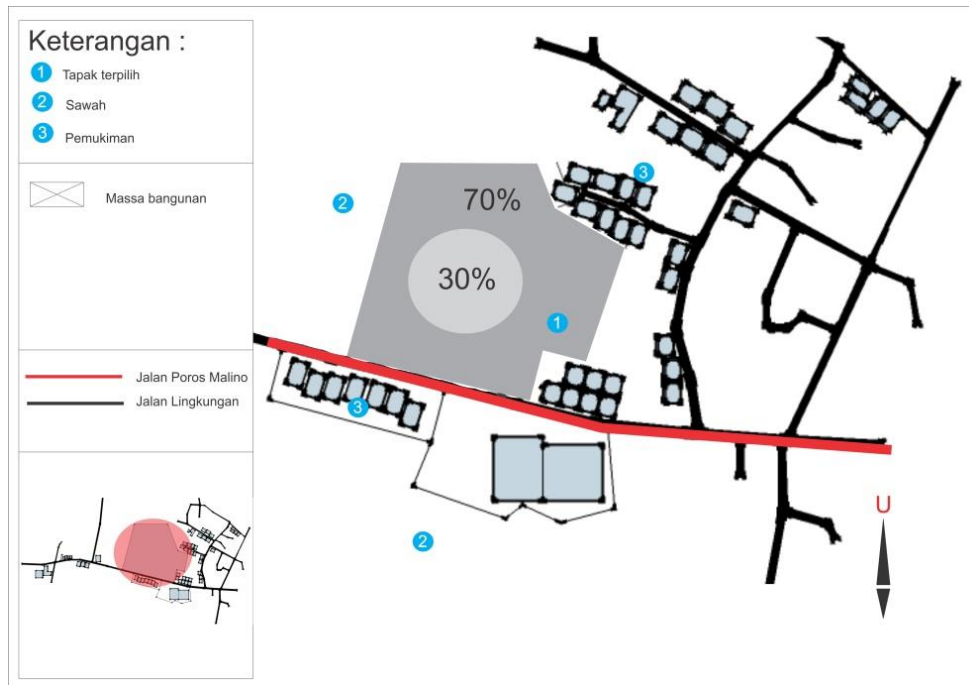 Keterangan :
1 Tapak terpilih
2 Sawah
3 Pemukiman
Massa bangunan
Jalan Poros Malino
Jalan Lingkungan
2
70%
3
30%
1
3
2
U